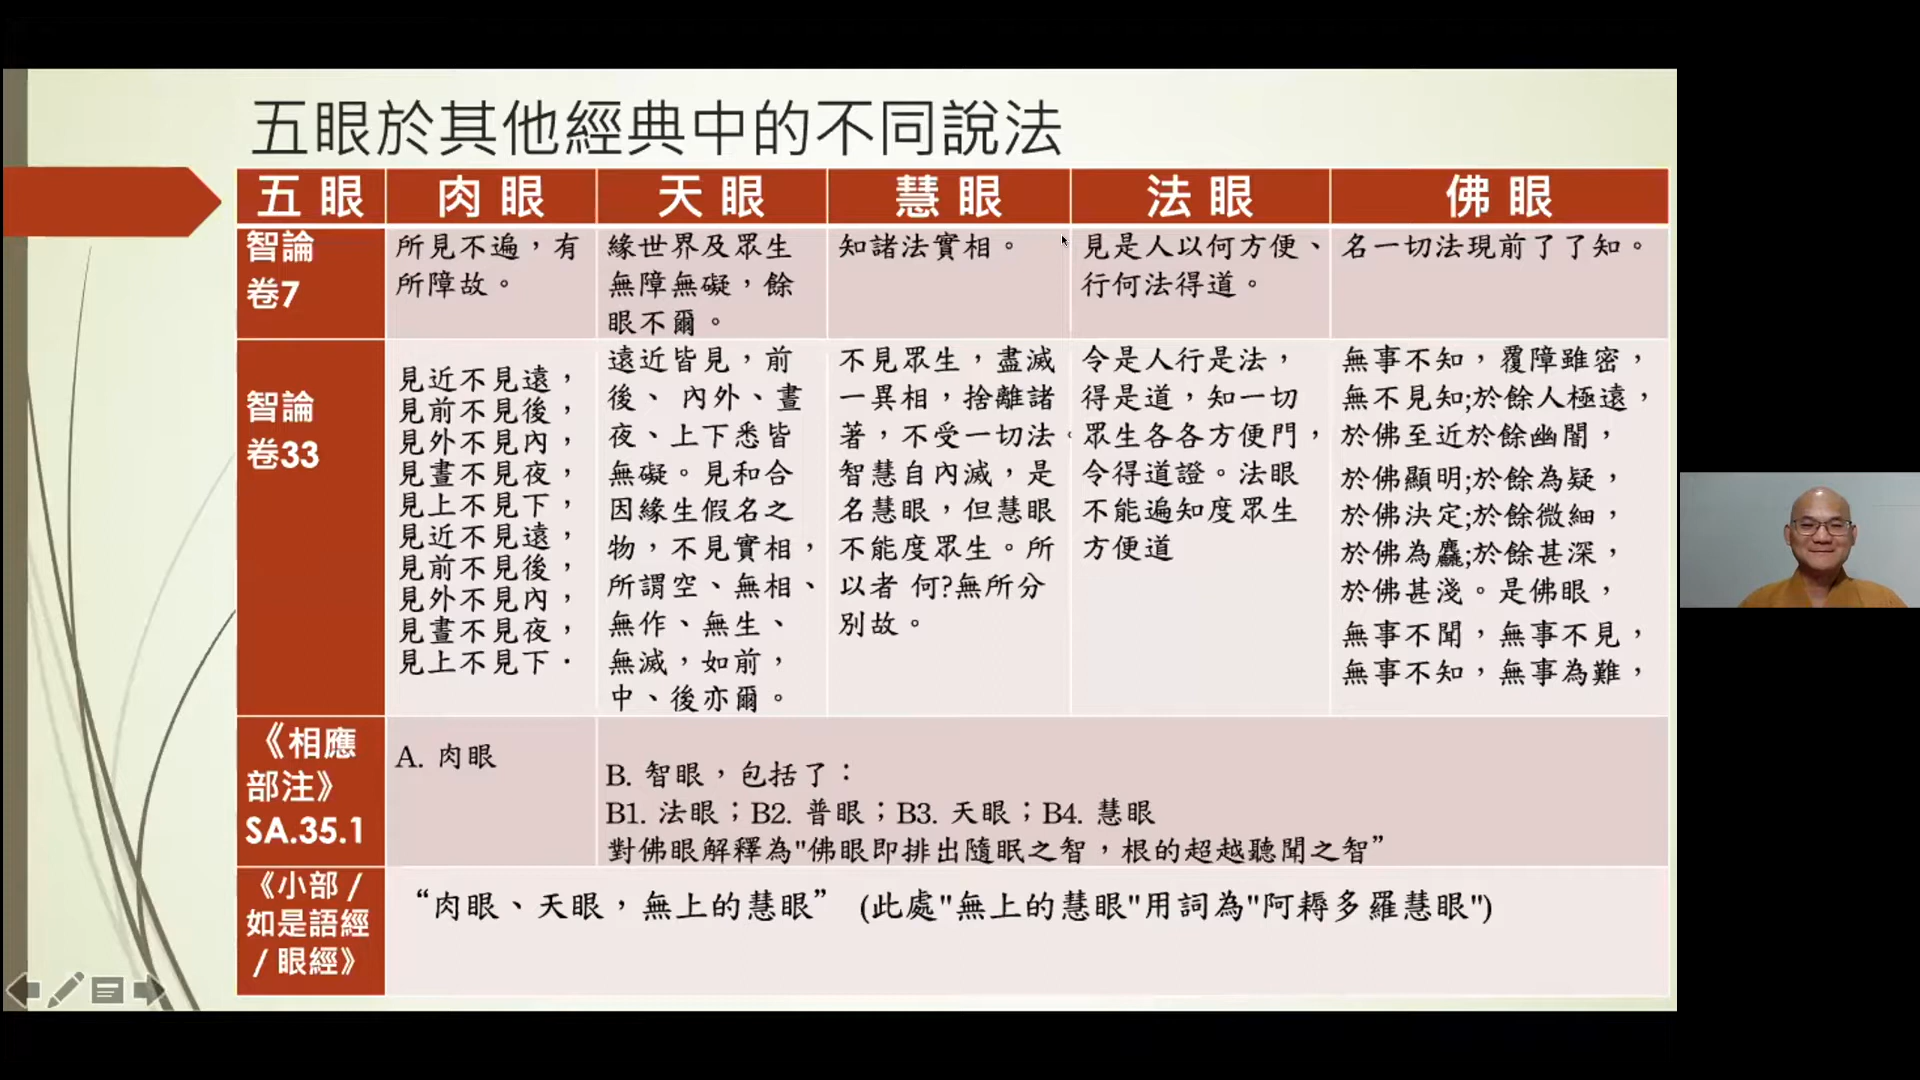 五眼於其他經典中的不同說法
五 眼
肉 眼
天 眼
慧 眼
法 眼
佛 眼
智論
卷7
所見不遍，有
所障故。
緣世界及眾生
無障無礙，餘
眼不爾。
知諸法實相。
見是人以何方便、
行何法得道。
名一切法現前了了知。
智論
卷33
見近不見遠，
見前不見後，
見外不見內，
見晝不見夜，
見上不見下，
見近不見遠，
見前不見後，
見外不見內，
見晝不見夜，
見上不見下．
遠近皆見，前
後、 內外、晝
夜、上下悉皆
無礙。見和合
因緣生假名之
物，不見實相，
所謂空、無相、
無作、無生、
無滅，如前，
中、後亦爾。
不見眾生，盡滅
一異相，捨離諸
著，不受一切法。
智慧自內滅，是
名慧眼，但慧眼
不能度眾生。所
以者 何?無所分
別故。
令是人行是法，
得是道，知一切
眾生各各方便門，
令得道證。法眼
不能遍知度眾生
方便道
無事不知，覆障雖密，
無不見知;於餘人極遠，
於佛至近於餘幽闇，
於佛顯明;於餘為疑，
於佛決定;於餘微細，
於佛為麤;於餘甚深，
於佛甚淺。是佛眼，
無事不聞，無事不見，
無事不知，無事為難，
《相應
部注》
SA.35.1
A. 肉眼
B. 智眼，包括了：
B1. 法眼；B2. 普眼；B3. 天眼；B4. 慧眼
對佛眼解釋為"佛眼即排出隨眠之智，根的超越聽聞之智”
《小部 /
如是語經
/ 眼經》
“肉眼、天眼，無上的慧眼” (此處"無上的慧眼"用詞為"阿耨多羅慧眼")